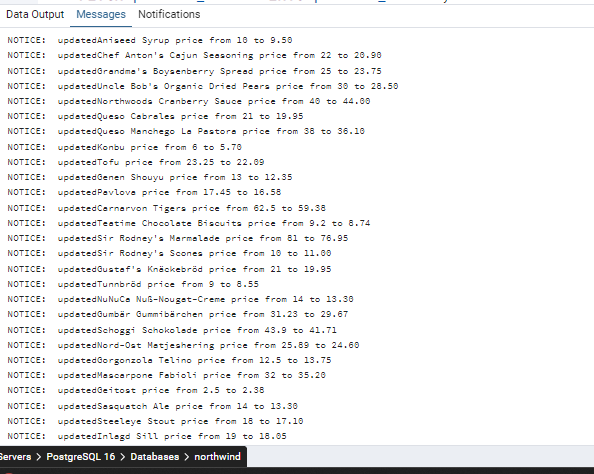 Data Output Messages Notifications
NOTICE: updatedAniseed Syrup price from 10 to 9.50
NOTICE: updatedChef Anton's Cajun Seasoning price from 22 to 20.90
NOTICE: updatedGrandma's Boysenberry Spread price from 25 to 23.75
NOTICE: updatedUncle Bob's Organic Dried Pears price from 30 to 28.50
NOTICE: updatedNorthwoods Cranberry Sauce price from 40 to 44.00
NOTICE: updatedQueso Cabrales price from 21 to 19.95
NOTICE: updatedQueso Manchego La Pastora price from 38 to 36.10
NOTICE: updatedKonbu price from 6 to 5.70
NOTICE: updatedTofu price from 23.25 to 22.09
NOTICE: updatedGenen Shouyu price from 13 to 12.35
NOTICE: updatedPavlova price from 17.45 to 16.58
NOTICE: updatedCarnarvon Tigers price from 62.5 to 59.38
NOTICE: updatedTeatime Chocolate Biscuits price from 9.2 to 8.74
NOTICE: updatedSir Rodney's Marmalade price from 81 to 76.95
NOTICE: updatedSir Rodney's Scones price from 10 to 11.00
NOTICE: updatedGustaf's Knäckebröd price from 21 to 19.95
NOTICE: updatedTunnbröd price from 9 to 8.55
NOTICE: updatedNuNuCa Nuß-Nougat-Creme price from 14 to 13.30
NOTICE: updatedGumbär Gummibärchen price from 31.23 to 29.67
NOTICE: updatedSchoggi Schokolade price from 43.9 to 41.71
NOTICE: updatedNord-Ost Matjeshering price from 25.89 to 24.60
NOTICE: updatedGorgonzola Telino price from 12.5 to 13.75
NOTICE: updatedMascarpone Fabioli price from 32 to 35.20
NOTICE: updatedGeitost price from 2.5 to 2.38
NOTICE: updatedSasquatch Ale price from 14 to 13.30
NOTICE: updatedSteeleye Stout price from 18 to 17.10
NOTICE: updatedInlagd Sill price from 19 to 18.05
Servers > PostgreSQL 16 > Databases > northwind